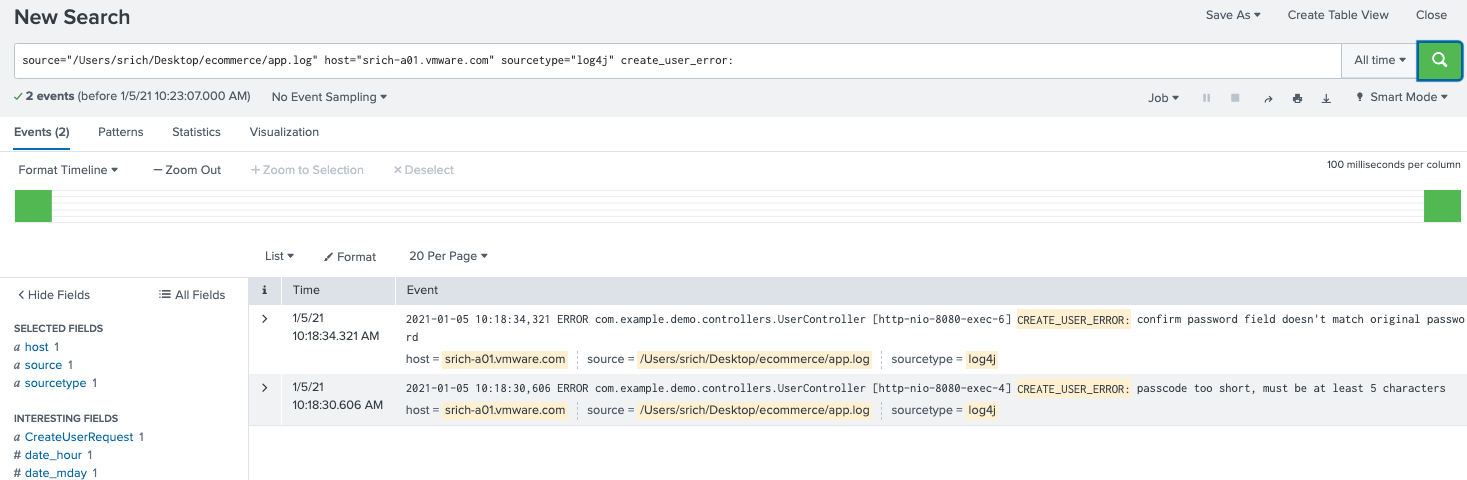 New Search
Save As ▾ Create Table View Close
source="/Users/srich/Desktop/ecommerce/app.log" host="srich-a01.vmware.com" sourcetype="log4j" create_user_error:
All time ▾
✓ 2 events (before 1/5/21 10:23:07.000 AM) No Event Sampling ▾
Job ▾ Smart Mode ▾
Events (2) Patterns Statistics Visualization
Format Timeline ▾ — Zoom Out + Zoom to Selection × Deselect
100 milliseconds per column
List ▾ Format 20 Per Page ▾
< Hide Fields All Fields
i Time Event
SELECTED FIELDS
a host 1
a source 1
a sourcetype 1
INTERESTING FIELDS
a CreateUserRequest 1
# date_hour 1
# date_mday 1
> 1/5/21
10:18:34.321 AM
2021-01-05 10:18:34,321 ERROR com.example.demo.controllers.UserController [http-nio-8080-exec-6] CREATE_USER_ERROR: confirm password field doesn't match original passwo
rd
host = srich-a01.vmware.com source = /Users/srich/Desktop/ecommerce/app.log sourcetype = log4j
> 1/5/21
10:18:30.606 AM
2021-01-05 10:18:30,606 ERROR com.example.demo.controllers.UserController [http-nio-8080-exec-4] CREATE_USER_ERROR: passcode too short, must be at least 5 characters
host = srich-a01.vmware.com source = /Users/srich/Desktop/ecommerce/app.log sourcetype = log4j